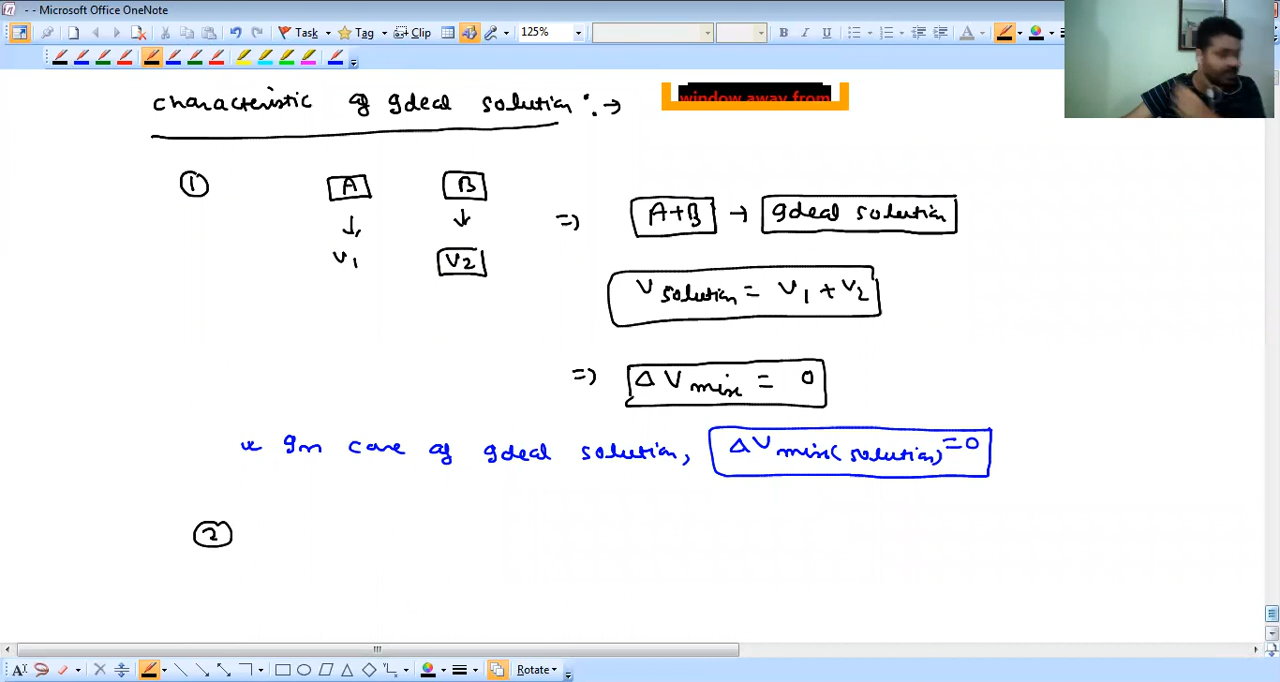 - - Microsoft Office OneNote
Task Tag Clip 125% B I U
characteristic of Ideal solution :→
window away from
① A B
⇒ A+B → Ideal solution
↓ ↓
V1 V2
V solution = V1 + V2
⇒ ΔV mix = 0
* In case of Ideal solution, ΔV mix(solution) = 0
②
Rotate